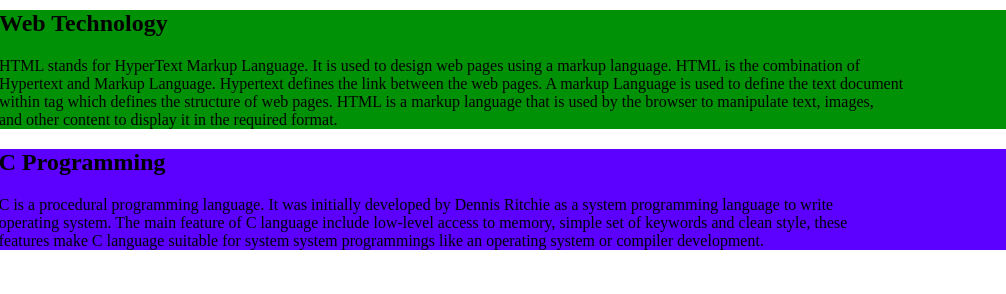 Web Technology
HTML stands for HyperText Markup Language. It is used to design web pages using a markup language. HTML is the combination of
Hypertext and Markup Language. Hypertext defines the link between the web pages. A markup Language is used to define the text document
within tag which defines the structure of web pages. HTML is a markup language that is used by the browser to manipulate text, images,
and other content to display it in the required format.
C Programming
C is a procedural programming language. It was initially developed by Dennis Ritchie as a system programming language to write
operating system. The main feature of C language include low-level access to memory, simple set of keywords and clean style, these
features make C language suitable for system system programmings like an operating system or compiler development.